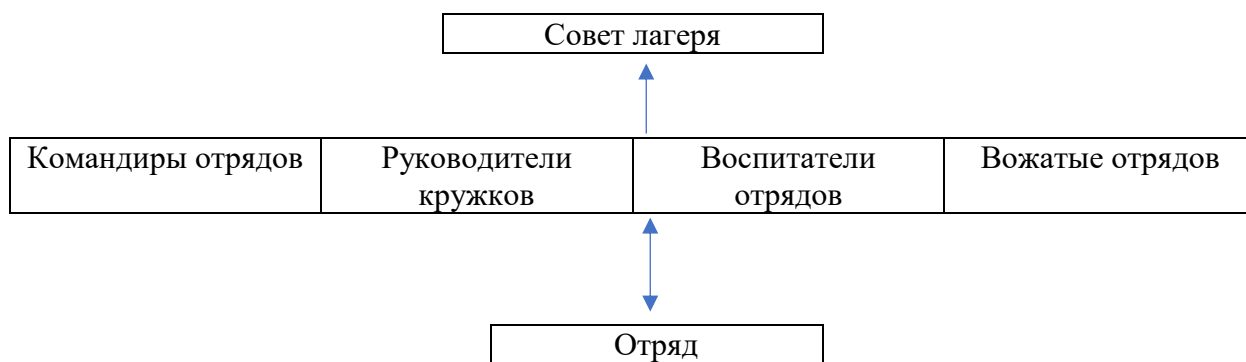 Совет лагеря
Командиры отрядов
Руководители
кружков
Воспитатели
отрядов
Вожатые отрядов
Отряд